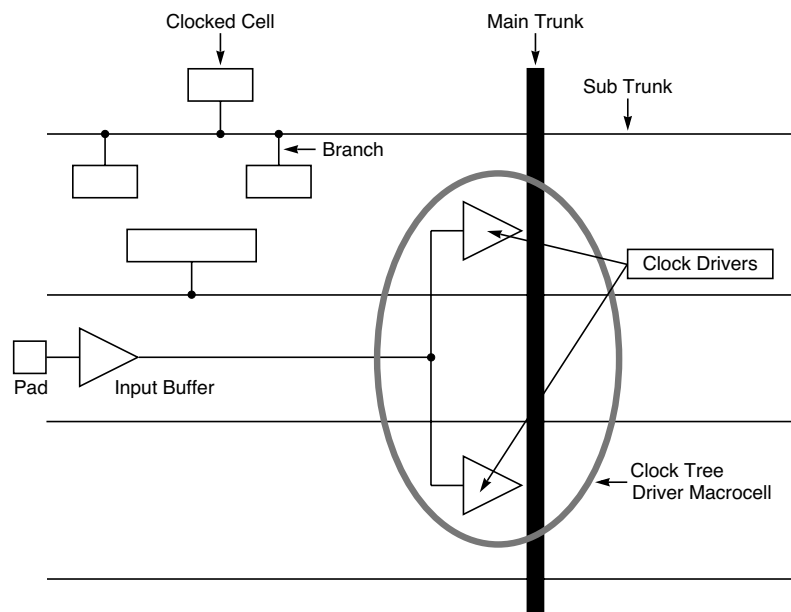 Clocked Cell
Main Trunk
Sub Trunk
Branch
Clock Drivers
Pad
Input Buffer
Clock Tree
Driver Macrocell